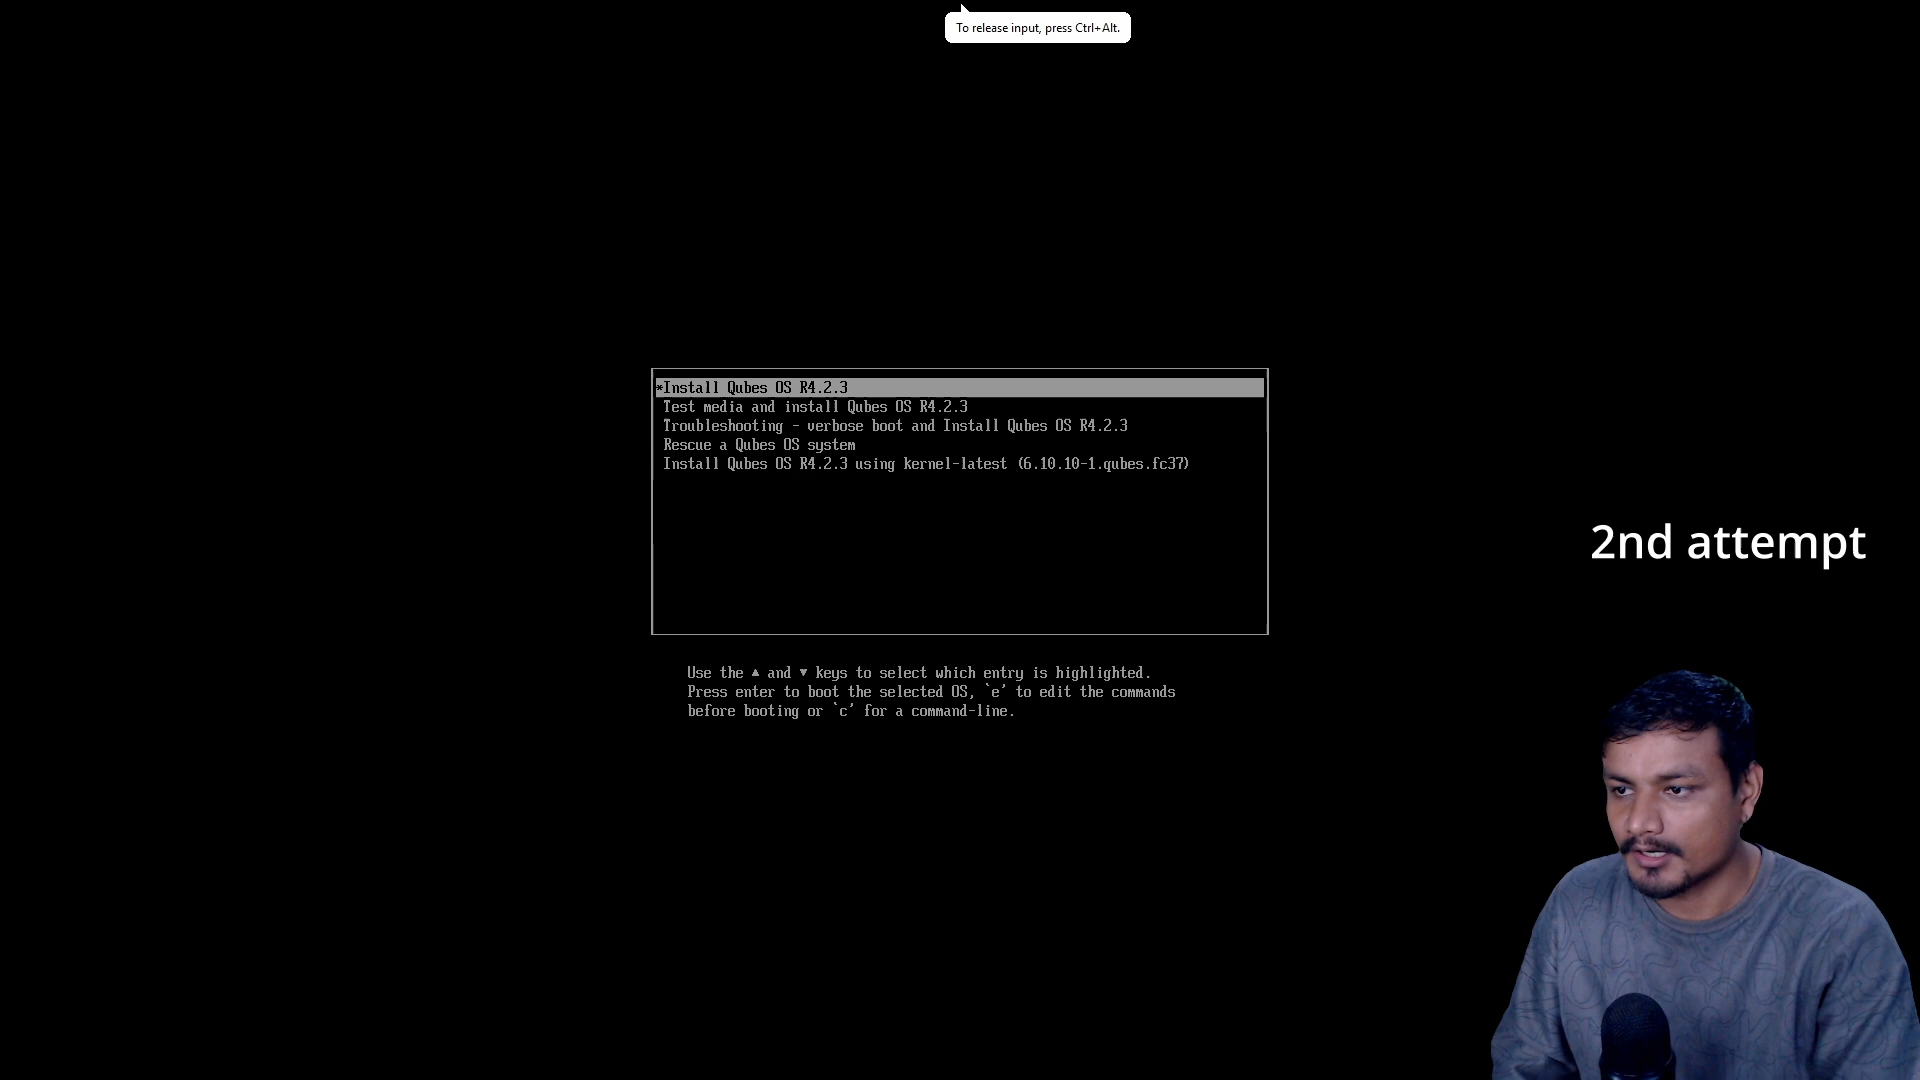 To release input, press Ctrl+Alt.
*Install Qubes OS R4.2.3
Test media and install Qubes OS R4.2.3
Troubleshooting - verbose boot and Install Qubes OS R4.2.3
Rescue a Qubes OS system
Install Qubes OS R4.2.3 using kernel-latest (6.10.10-1.qubes.fc37)
2nd attempt
Use the ▲ and ▼ keys to select which entry is highlighted.
Press enter to boot the selected OS, `e' to edit the commands
before booting or `c' for a command-line.